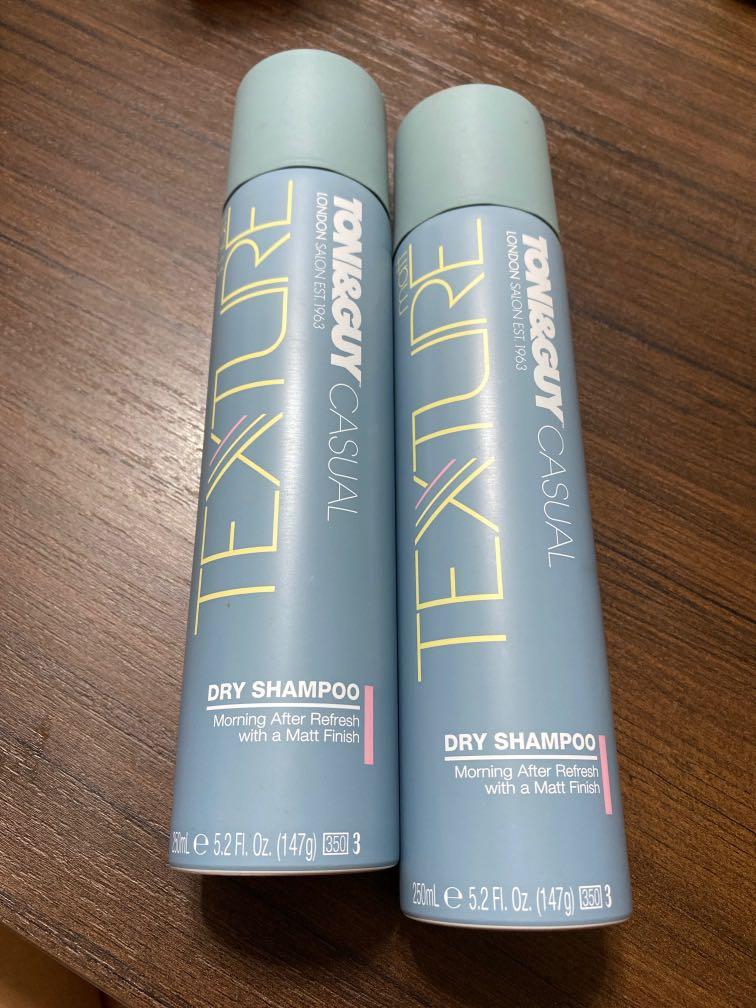 TONI&GUY CASUAL
LONDON SALON EST. 1963
TEXTURE
DRY SHAMPOO
Morning After Refresh
with a Matt Finish
250mL ℮ 5.2 Fl. Oz. (147g) 350 3
TONI&GUY CASUAL
LONDON SALON EST. 1963
matt
TEXTURE
DRY SHAMPOO
Morning After Refresh
with a Matt Finish
250mL ℮ 5.2 Fl. Oz. (147g) 350 3